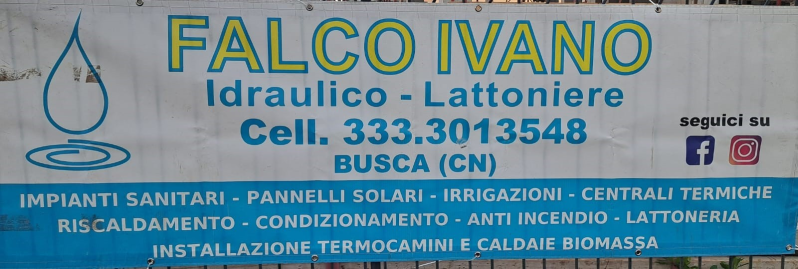 FALCO IVANO
Idraulico - Lattoniere
Cell. 333.3013548
BUSCA (CN)
seguici su
IMPIANTI SANITARI - PANNELLI SOLARI - IRRIGAZIONI - CENTRALI TERMICHE
RISCALDAMENTO - CONDIZIONAMENTO - ANTI INCENDIO - LATTONERIA
INSTALLAZIONE TERMOCAMINI E CALDAIE BIOMASSA